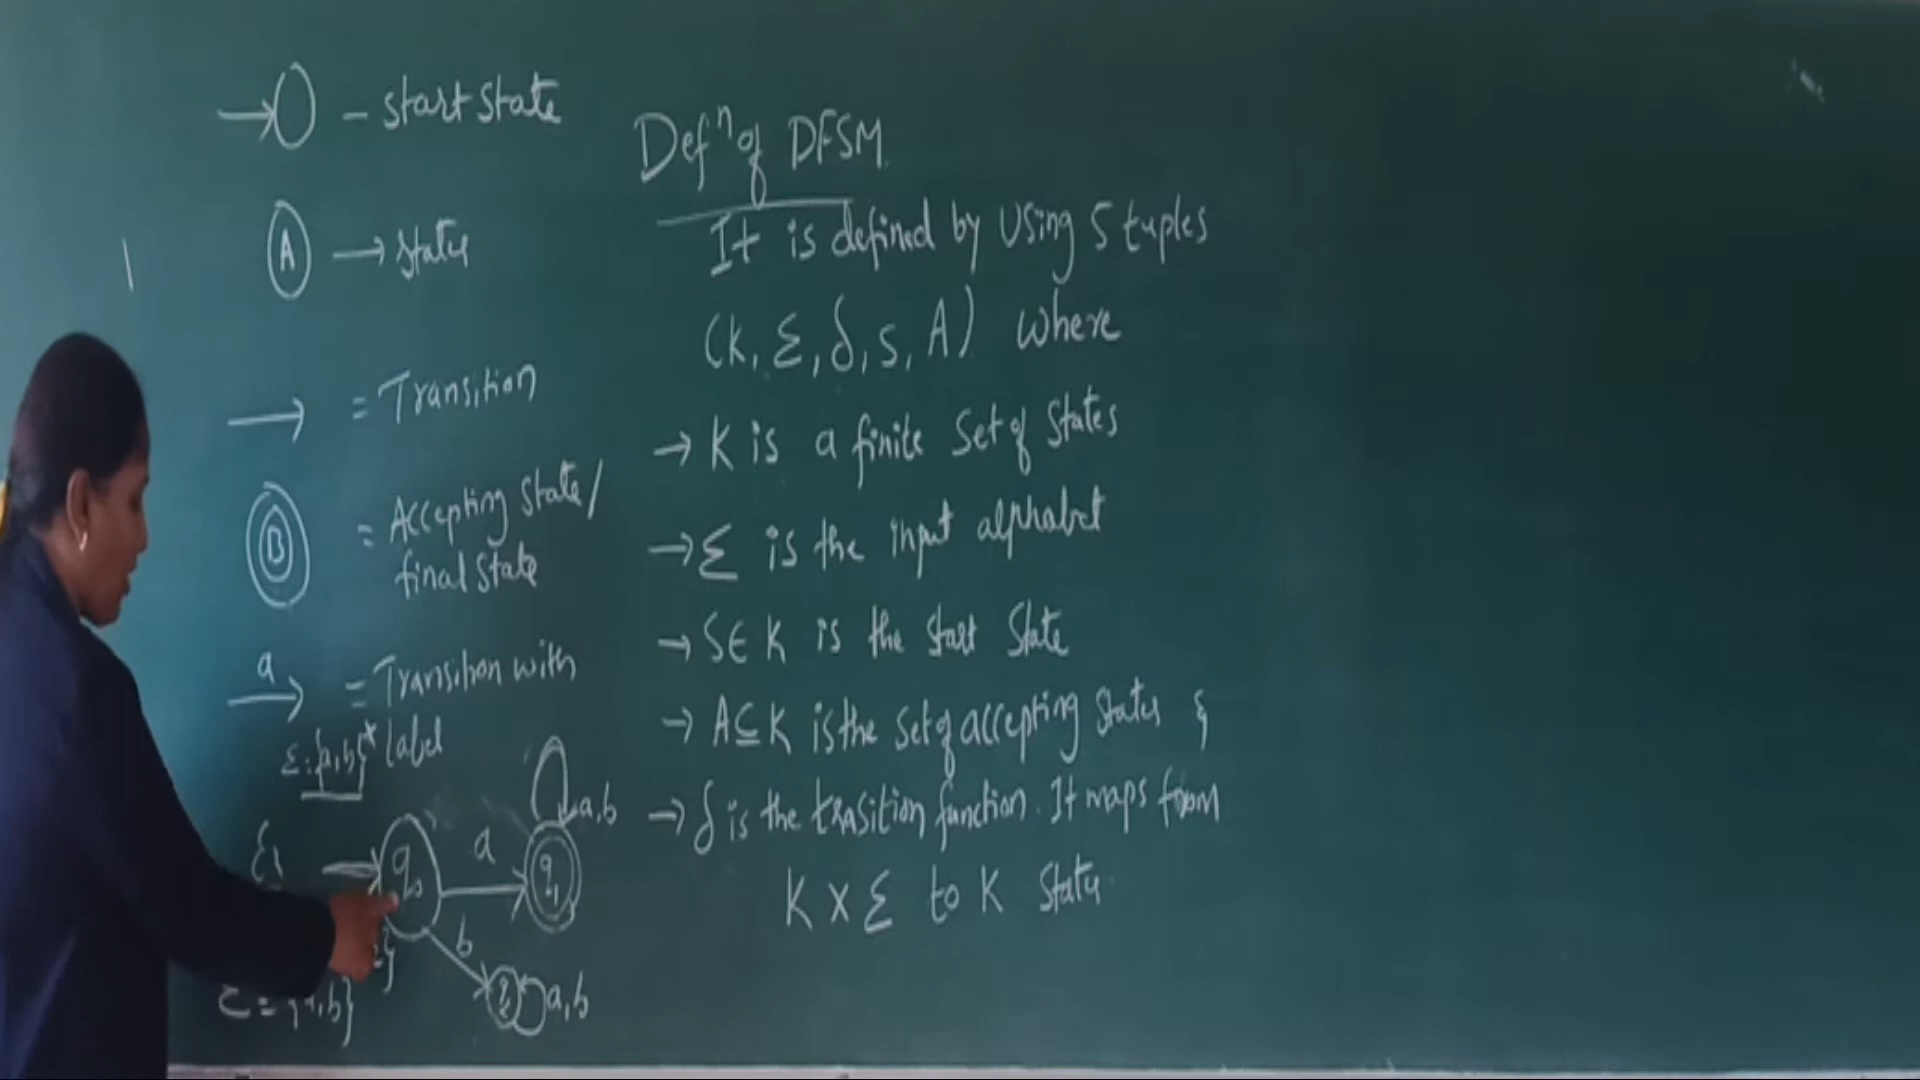 – Start state
A → states
= Transition
B = Accepting State /
final state
a = Transition with
label
Σ = {a,b}*
a,b
q0 a q1
b
a,b
Σ = {a,b}
Defⁿ of DFSM
It is defined by using 5 tuples
(K, Σ, δ, s, A) where
→ K is a finite set of states
→ Σ is the input alphabet
→ S ∈ K is the start state
→ A ⊆ K is the set of accepting states &
→ δ is the trasition function. It maps from
K x Σ to K state